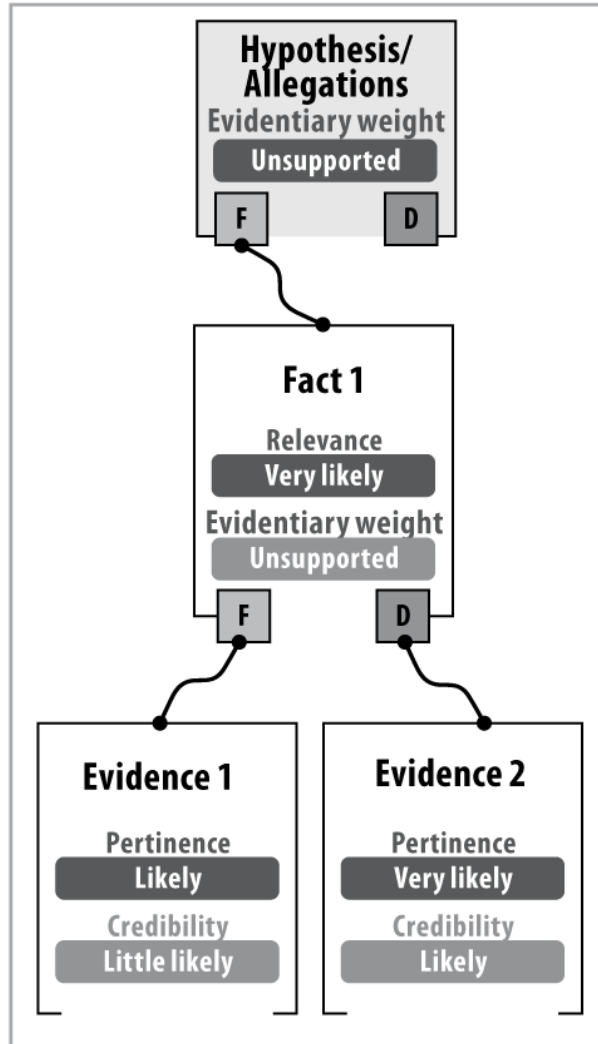 Hypothesis/
Allegations
Evidentiary weight
Unsupported
F
D
Fact 1
Relevance
Very likely
Evidentiary weight
Unsupported
F
D
Evidence 1
Pertinence
Likely
Credibility
Little likely
Evidence 2
Pertinence
Very likely
Credibility
Likely